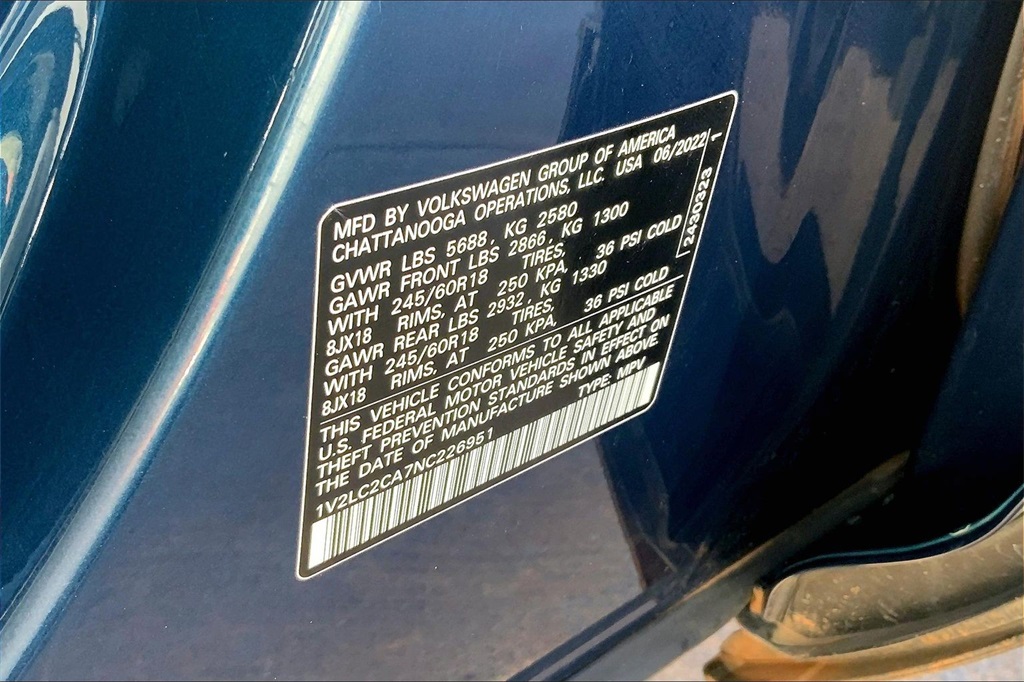 MFD BY VOLKSWAGEN GROUP OF AMERICA
CHATTANOOGA OPERATIONS, LLC. USA 06/2022/1
GVWR LBS 5688, KG 2580
GAWR FRONT LBS 2866, KG 1300
WITH 245/60R18 TIRES,
8JX18 RIMS, AT 250 KPA, 36 PSI COLD
GAWR REAR LBS 2932, KG 1330
WITH 245/60R18 TIRES,
8JX18 RIMS, AT 250 KPA, 36 PSI COLD
THIS VEHICLE CONFORMS TO ALL APPLICABLE
U.S. FEDERAL MOTOR VEHICLE SAFETY AND
THEFT PREVENTION STANDARDS IN EFFECT ON
THE DATE OF MANUFACTURE SHOWN ABOVE.
1V2LC2CA7NC226951 TYPE: MPV
2430323